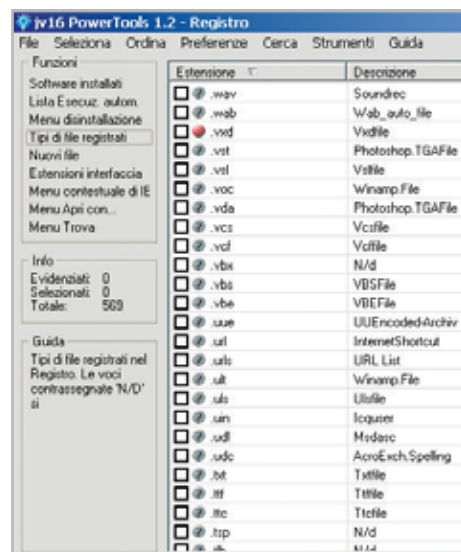 jv16 PowerTools 1.2 - Registro
File Seleziona Ordina Preferenze Cerca Strumenti Guida
Funzioni
Software installati
Lista Esecuz. autom.
Menu disinstallazione
Tipi di file registrati
Nuovi file
Estensioni interfaccia
Menu contestuale di IE
Menu Apri con...
Menu Trova
Info
Evidenziati: 0
Selezionati: 0
Totale: 569
Guida
Tipi di file registrati nel
Registro. Le voci
contrassegnate 'N/D'
si
Estensione Descrizione
.wav Soundrec
.wab Wab_auto_file
.vxd Vxdfile
.vst Photoshop.TGAFile
.vsl Vslfile
.voc Winamp.File
.vda Photoshop.TGAFile
.vcs Vcsfile
.vcf Vcffile
.vbx N/d
.vbs VBSFile
.vbe VBEFile
.uue UUEncoded-Archiv
.url InternetShortcut
.urls URL List
.ult Winamp.File
.uls Ulsfile
.uin Icquser
.udl Msdasc
.udc AcroExch.Spelling
.txt Txtfile
.ttf Ttffile
.ttc Ttcfile
.tsp N/d